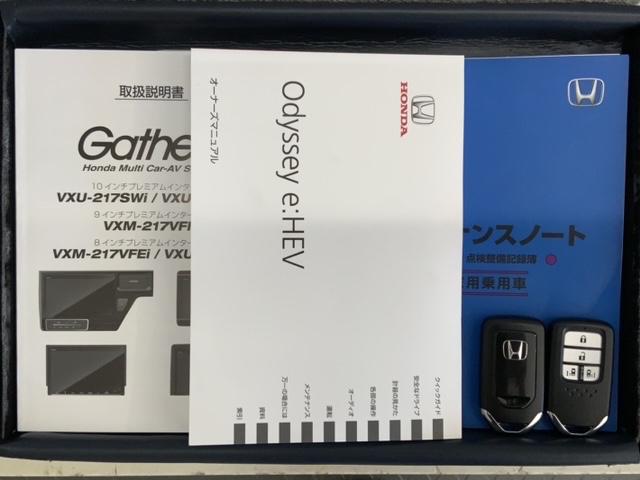 取扱説明書
Gathe
Honda Multi Car-AV S
10インチプレミアムインター
VXU-217SWi / VXU
9インチプレミアムインター
VXM-217VFI
8インチプレミアムインター
VXM-217VFEi / VXU
HONDA
Odyssey e:HEV
オーナーズマニュアル
クイックガイド
安全なドライブ
計器の見かた
各部の操作
オーディオ
運転
メンテナンス
万一の場合には
資料
索引
ナンスノート
点検整備記録簿
用乗用車